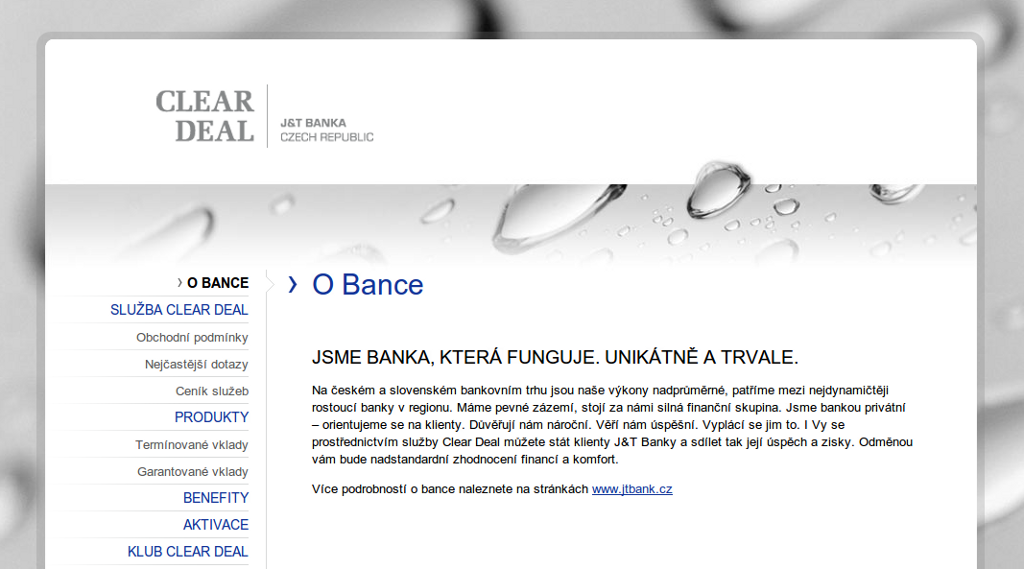 CLEAR
DEAL
J&T BANKA
CZECH REPUBLIC
O BANCE
SLUŽBA CLEAR DEAL
Obchodní podmínky
Nejčastější dotazy
Ceník služeb
PRODUKTY
Termínované vklady
Garantované vklady
BENEFITY
AKTIVACE
KLUB CLEAR DEAL
O Bance
JSME BANKA, KTERÁ FUNGUJE. UNIKÁTNĚ A TRVALE.
Na českém a slovenském bankovním trhu jsou naše výkony nadprúměrné, patříme mezi nejdynamičtěji
rostoucí banky v regionu. Máme pevné zázemí, stojí za námi silná finanční skupina. Jsme bankou privátní
– orientujeme se na klienty. Důvěřují nám nároční. Věří nám úspěšní. Vyplácí se jim to. I Vy se
prostřednictvím služby Clear Deal můžete stát klienty J&T Banky a sdílet tak její úspěch a zisky. Odměnou
vám bude nadstandardní zhodnocení financí a komfort.
Více podrobností o bance naleznete na stránkách www.jtbank.cz